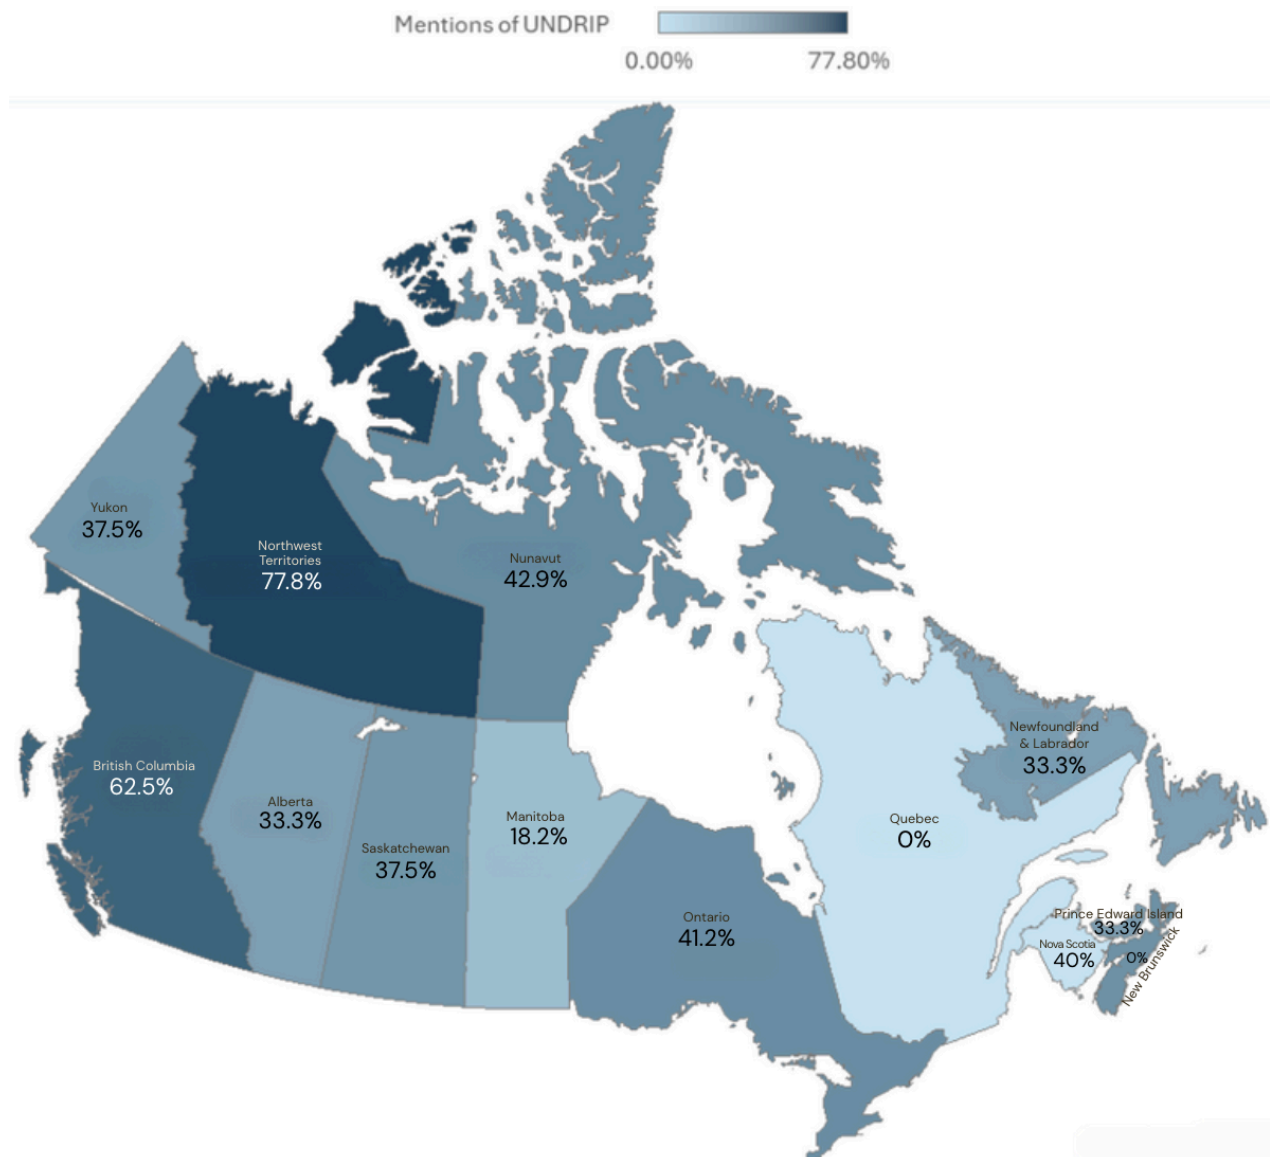 Mentions of UNDRIP
0.00%
77.80%
Yukon
37.5%
Northwest
Territories
77.8%
Nunavut
42.9%
British Columbia
62.5%
Alberta
33.3%
Saskatchewan
37.5%
Manitoba
18.2%
Ontario
41.2%
Quebec
0%
Newfoundland
& Labrador
33.3%
Prince Edward Island
33.3%
Nova Scotia
40%
0%
New Brunswick